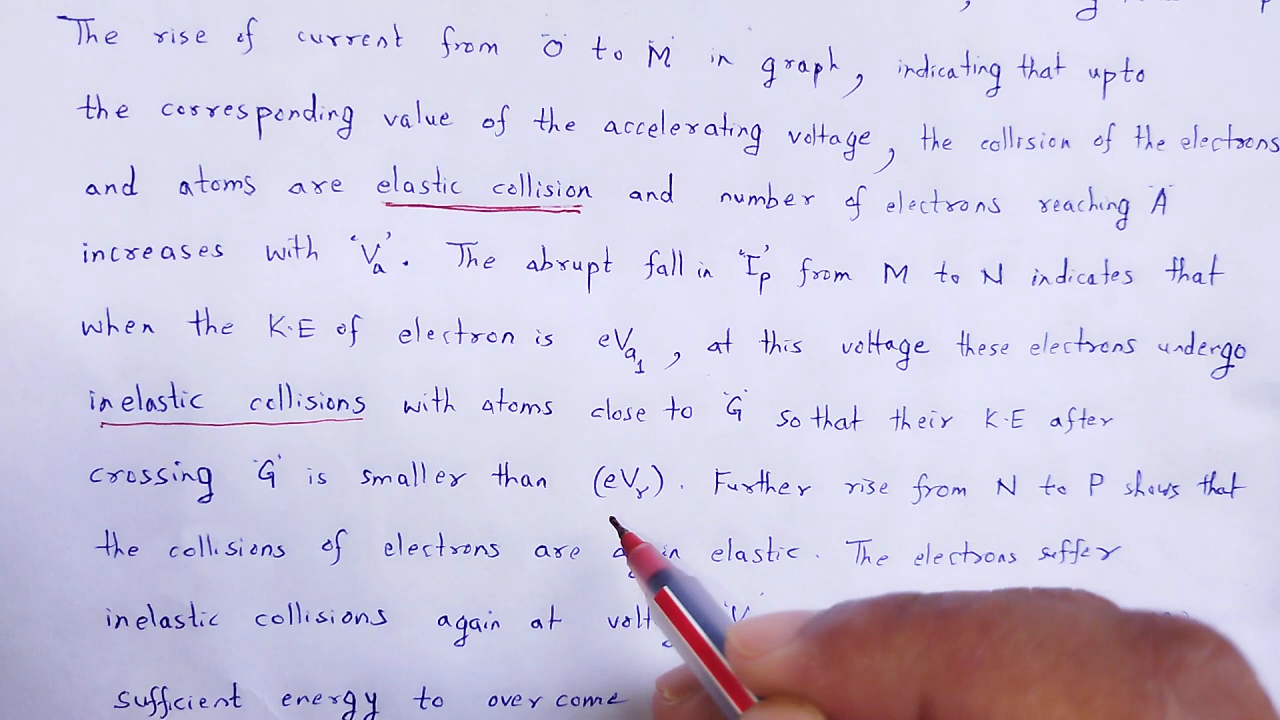 The rise of current from 'O' to 'M' in graph, indicating that upto
the corresponding value of the accelerating voltage, the collision of the electrons
and atoms are elastic collision and number of electrons reaching 'A'
increases with 'Va'. The abrupt fall in 'Ip' from M to N indicates that
when the K.E of electron is eVa1, at this voltage these electrons undergo
inelastic collisions with atoms close to 'G' so that their K.E after
crossing 'G' is smaller than (eVr). Further rise from N to P shows that
the collisions of electrons are again elastic. The electrons suffer
inelastic collisions again at
sufficient energy to over come